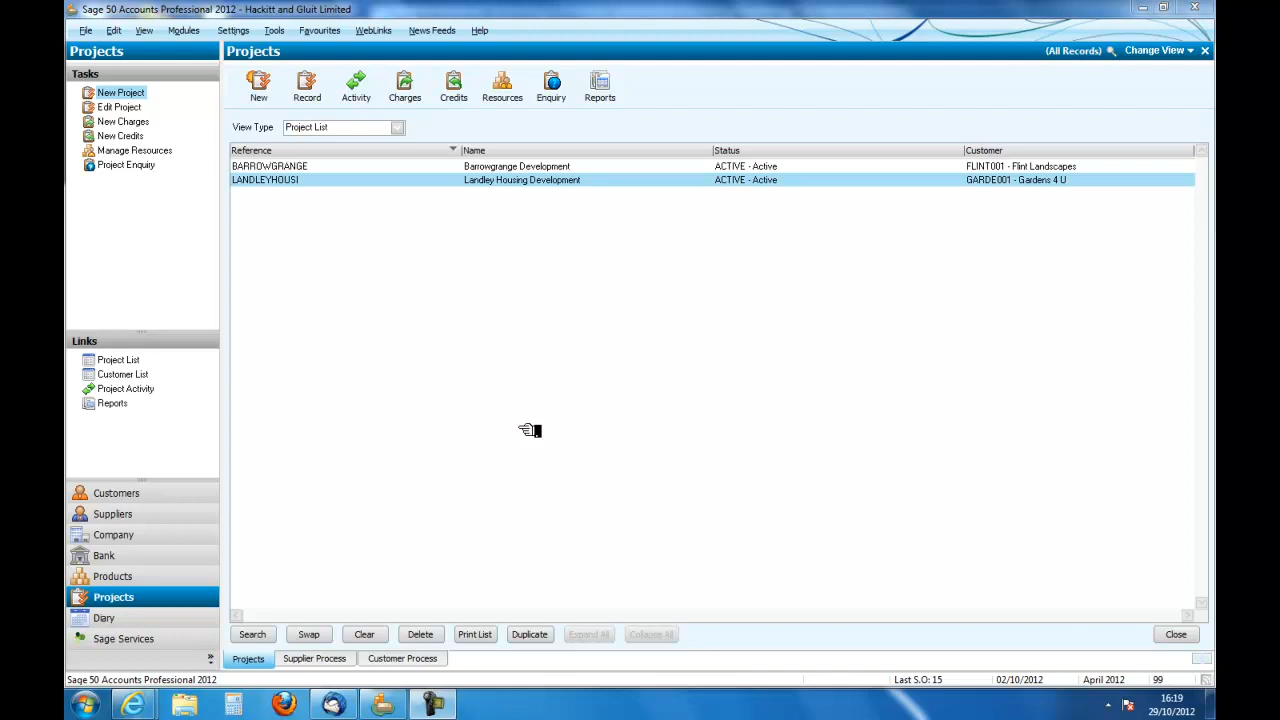 Sage 50 Accounts Professional 2012 - Hackitt and Gluit Limited
File Edit View Modules Settings Tools Favourites WebLinks News Feeds Help
Projects
Projects (All Records) Change View
Tasks
New Project
Edit Project
New Charges
New Credits
Manage Resources
Project Enquiry
New Record Activity Charges Credits Resources Enquiry Reports
View Type Project List
Reference Name Status Customer
BARROWGRANGE Barrowgrange Development ACTIVE - Active FLINT001 - Flint Landscapes
LANDLEYHOUSI Landley Housing Development ACTIVE - Active GARDE001 - Gardens 4 U
Links
Project List
Customer List
Project Activity
Reports
Customers
Suppliers
Company
Bank
Products
Projects
Diary
Sage Services
Search Swap Clear Delete Print List Duplicate Expand All Collapse All Close
Projects Supplier Process Customer Process
Sage 50 Accounts Professional 2012 Last S.O: 15 02/10/2012 April 2012 99
16:19
29/10/2012